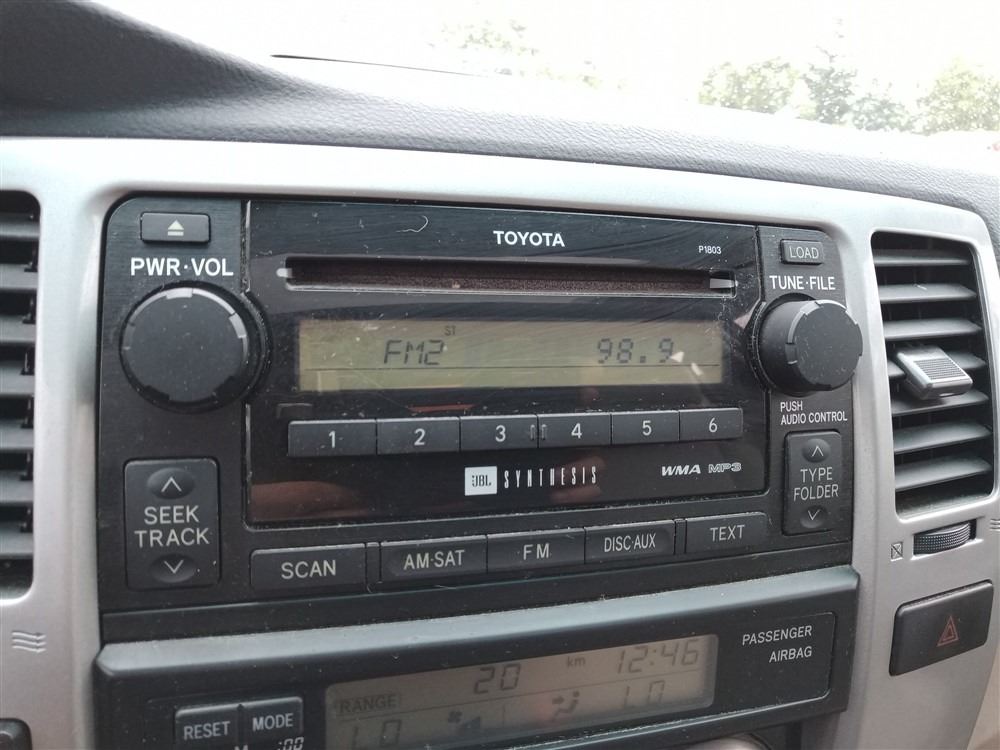 TOYOTA
P1803
LOAD
PWR·VOL
TUNE·FILE
ST
FM2 98.9
PUSH
AUDIO CONTROL
1 2 3 4 5 6
JBL SYNTHESIS
WMA MP3
SEEK
TRACK
TYPE
FOLDER
SCAN
AM·SAT
FM
DISC·AUX
TEXT
PASSENGER
AIRBAG
20 km 12:46
RANGE
1.0 1.0
RESET
MODE
:00